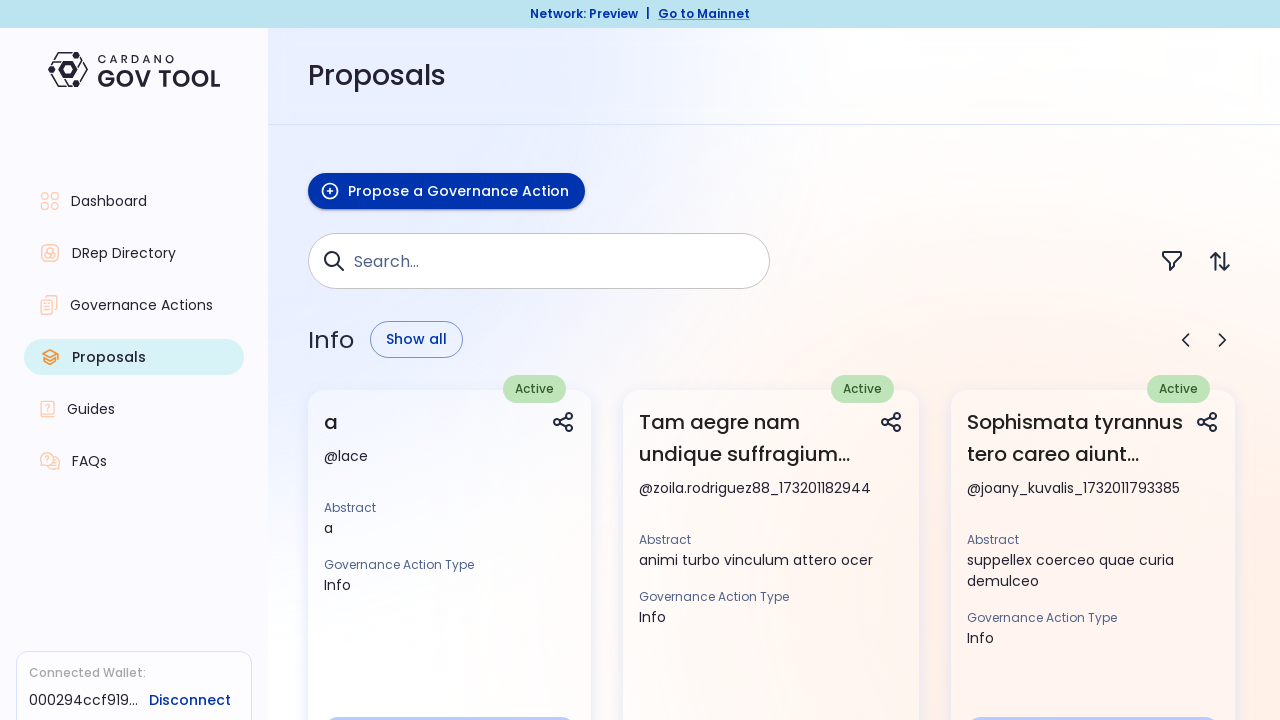 Network: Preview | Go to Mainnet
CARDANO
GOV TOOL
Dashboard
DRep Directory
Governance Actions
Proposals
Guides
FAQs
Connected Wallet:
000294ccf919... Disconnect
Proposals
Propose a Governance Action
Search...
Info Show all
Active
a
@lace
Abstract
a
Governance Action Type
Info
Active
Tam aegre nam
undique suffragium...
@zoila.rodriguez88_173201182944
Abstract
animi turbo vinculum attero ocer
Governance Action Type
Info
Active
Sophismata tyrannus
tero careo aiunt...
@joany_kuvalis_1732011793385
Abstract
suppellex coerceo quae curia
demulceo
Governance Action Type
Info